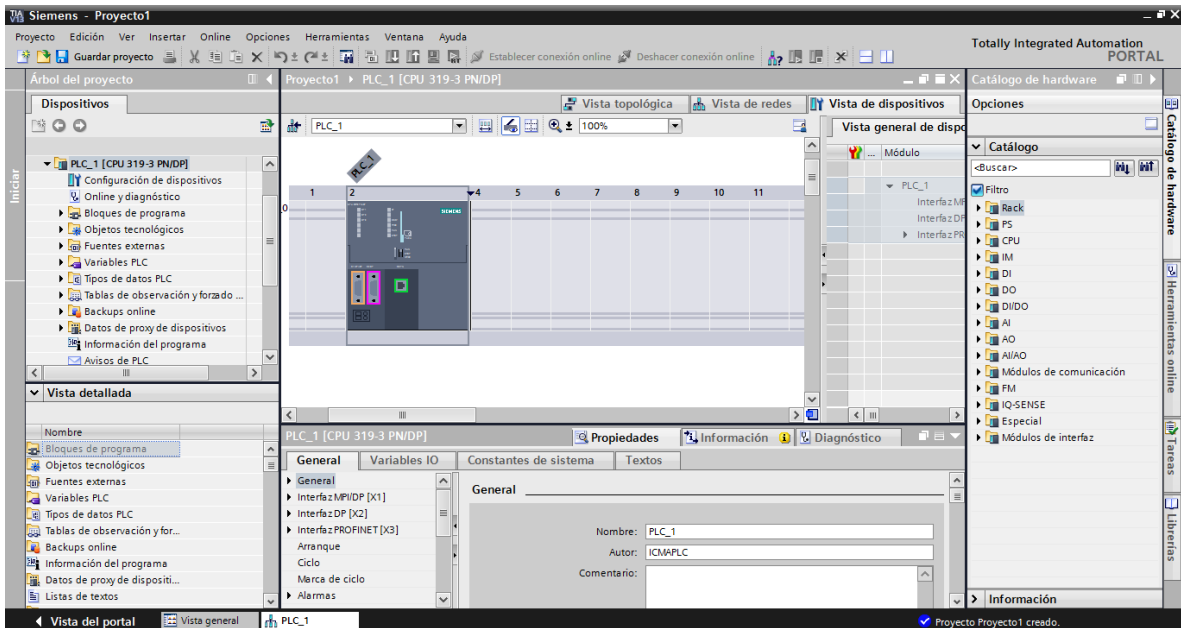 TIA V13 Siemens - Proyecto1
Proyecto Edición Ver Insertar Online Opciones Herramientas Ventana Ayuda
Guardar proyecto Establecer conexión online Deshacer conexión online
Totally Integrated Automation
PORTAL
Iniciar
Árbol del proyecto
Dispositivos
PLC_1 [CPU 319-3 PN/DP]
Configuración de dispositivos
Online y diagnóstico
Bloques de programa
Objetos tecnológicos
Fuentes externas
Variables PLC
Tipos de datos PLC
Tablas de observación y forzado ...
Backups online
Datos de proxy de dispositivos
Información del programa
Avisos de PLC
Vista detallada
Nombre
Bloques de programa
Objetos tecnológicos
Fuentes externas
Variables PLC
Tipos de datos PLC
Tablas de observación y for...
Backups online
Información del programa
Datos de proxy de dispositi...
Listas de textos
Proyecto1 PLC_1 [CPU 319-3 PN/DP]
Vista topológica Vista de redes Vista de dispositivos
PLC_1 100%
PLC_1
1 2 4 5 6 7 8 9 10 11
0
SIEMENS
Vista general de dispo
... Módulo
PLC_1
Interfaz MP
Interfaz DP
Interfaz PR
PLC_1 [CPU 319-3 PN/DP]
Propiedades Información Diagnóstico
General Variables IO Constantes de sistema Textos
General
Interfaz MPI/DP [X1]
Interfaz DP [X2]
Interfaz PROFINET [X3]
Arranque
Ciclo
Marca de ciclo
Alarmas
General
Nombre: PLC_1
Autor: ICMAPLC
Comentario:
Catálogo de hardware
Opciones
Catálogo
<Buscar>
Filtro
Rack
PS
CPU
IM
DI
DO
DI/DO
AI
AO
AI/AO
Módulos de comunicación
FM
IQ-SENSE
Especial
Módulos de interfaz
Información
Catálogo de hardware
Herramientas online
Tareas
Librerías
Vista del portal Vista general PLC_1
Proyecto Proyecto1 creado.